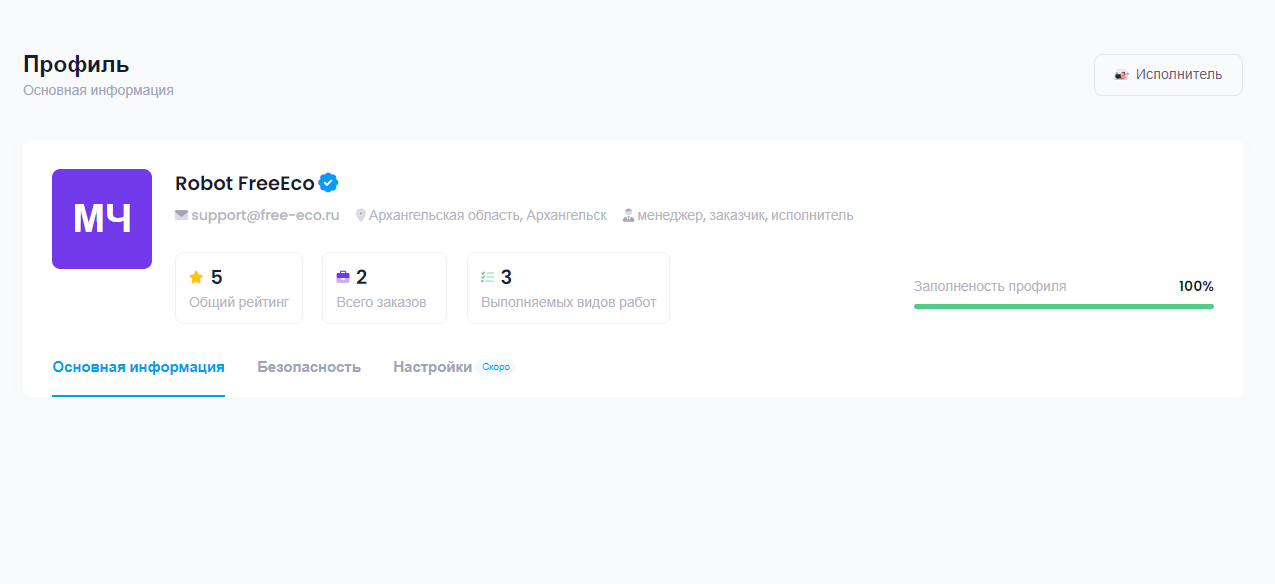 Профиль
Основная информация
Исполнитель
МЧ
Robot FreeEco
support@free-eco.ru Архангельская область, Архангельск менеджер, заказчик, исполнитель
5 2 3
Общий рейтинг Всего заказов Выполняемых видов работ
Заполненость профиля 100%
Основная информация Безопасность Настройки Скоро